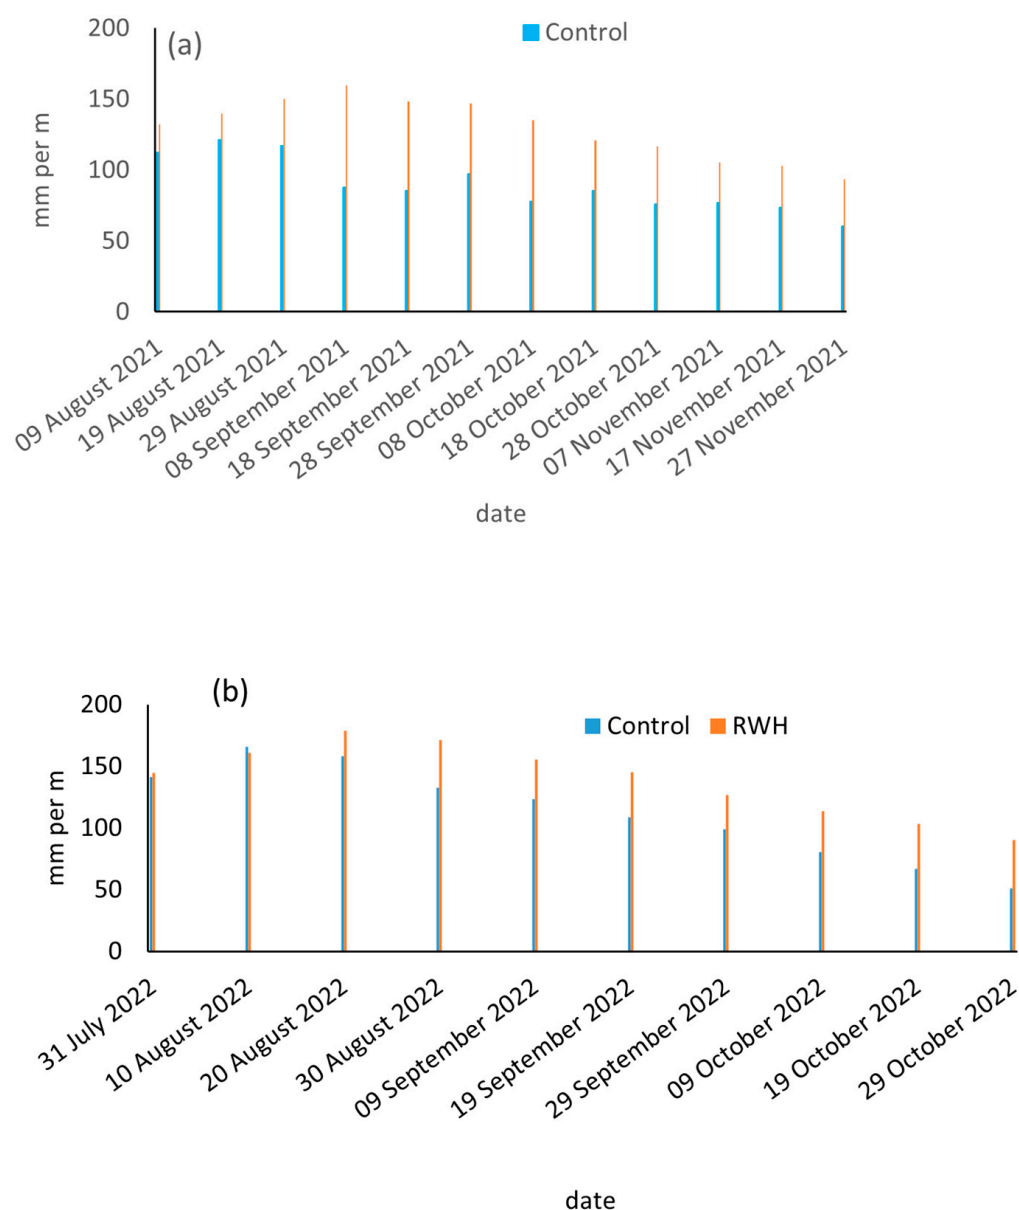 200
(a)
Control
150
100
50
0
mm per m
09 August 2021
19 August 2021
29 August 2021
08 September 2021
18 September 2021
28 September 2021
08 October 2021
18 October 2021
28 October 2021
07 November 2021
17 November 2021
27 November 2021
date
(b)
200
Control RWH
150
100
50
0
mm per m
31 July 2022
10 August 2022
20 August 2022
30 August 2022
09 September 2022
19 September 2022
29 September 2022
09 October 2022
19 October 2022
29 October 2022
date